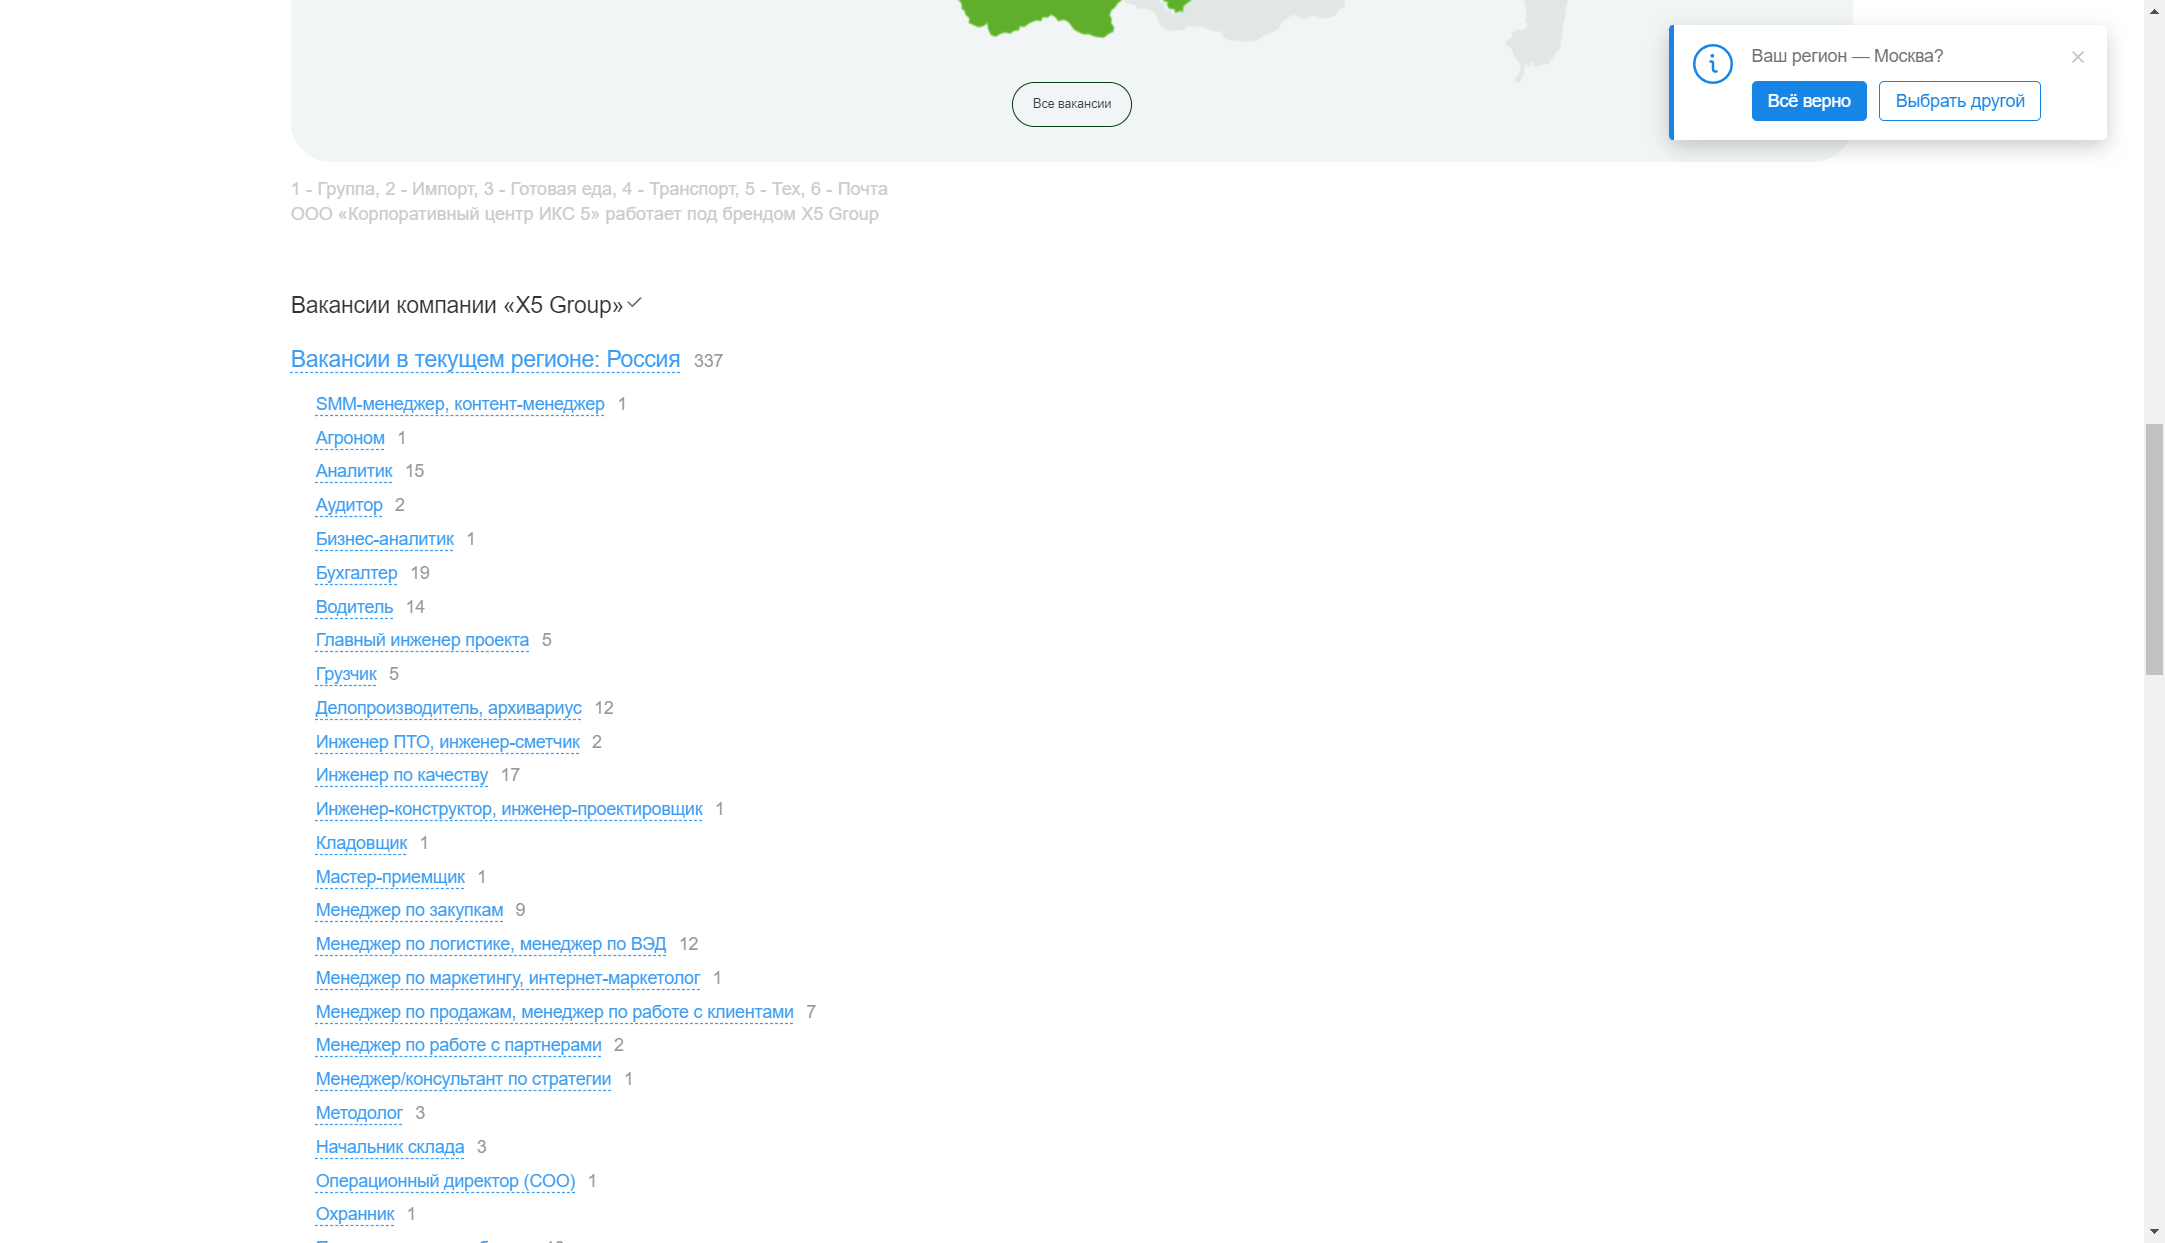 Все вакансии
Ваш регион — Москва?
Всё верно
Выбрать другой
1 - Группа, 2 - Импорт, 3 - Готовая еда, 4 - Транспорт, 5 - Тех, 6 - Почта
ООО «Корпоративный центр ИКС 5» работает под брендом X5 Group
Вакансии компании «X5 Group»
Вакансии в текущем регионе: Россия 337
SMM-менеджер, контент-менеджер 1
Агроном 1
Аналитик 15
Аудитор 2
Бизнес-аналитик 1
Бухгалтер 19
Водитель 14
Главный инженер проекта 5
Грузчик 5
Делопроизводитель, архивариус 12
Инженер ПТО, инженер-сметчик 2
Инженер по качеству 17
Инженер-конструктор, инженер-проектировщик 1
Кладовщик 1
Мастер-приемщик 1
Менеджер по закупкам 9
Менеджер по логистике, менеджер по ВЭД 12
Менеджер по маркетингу, интернет-маркетолог 1
Менеджер по продажам, менеджер по работе с клиентами 7
Менеджер по работе с партнерами 2
Менеджер/консультант по стратегии 1
Методолог 3
Начальник склада 3
Операционный директор (COO) 1
Охранник 1